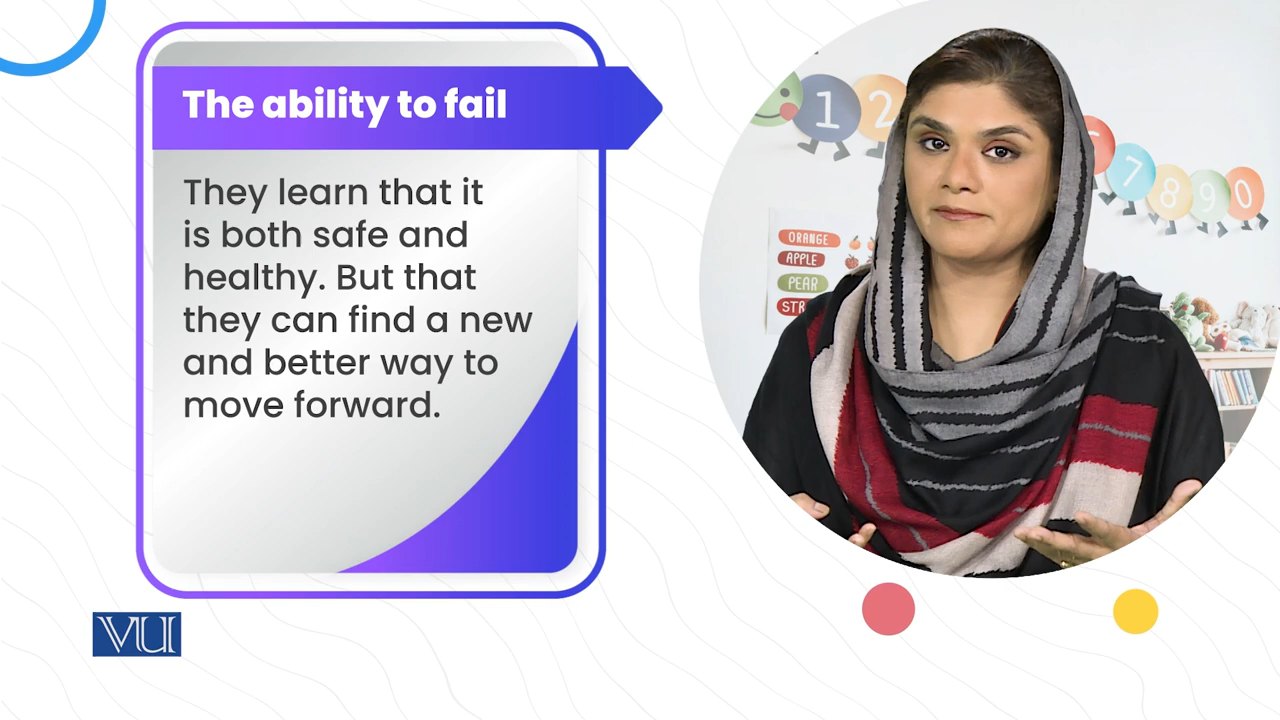 The ability to fail
They learn that it
is both safe and
healthy. But that
they can find a new
and better way to
move forward.
1 2
6 7 8 9 0
ORANGE
APPLE
PEAR
VU